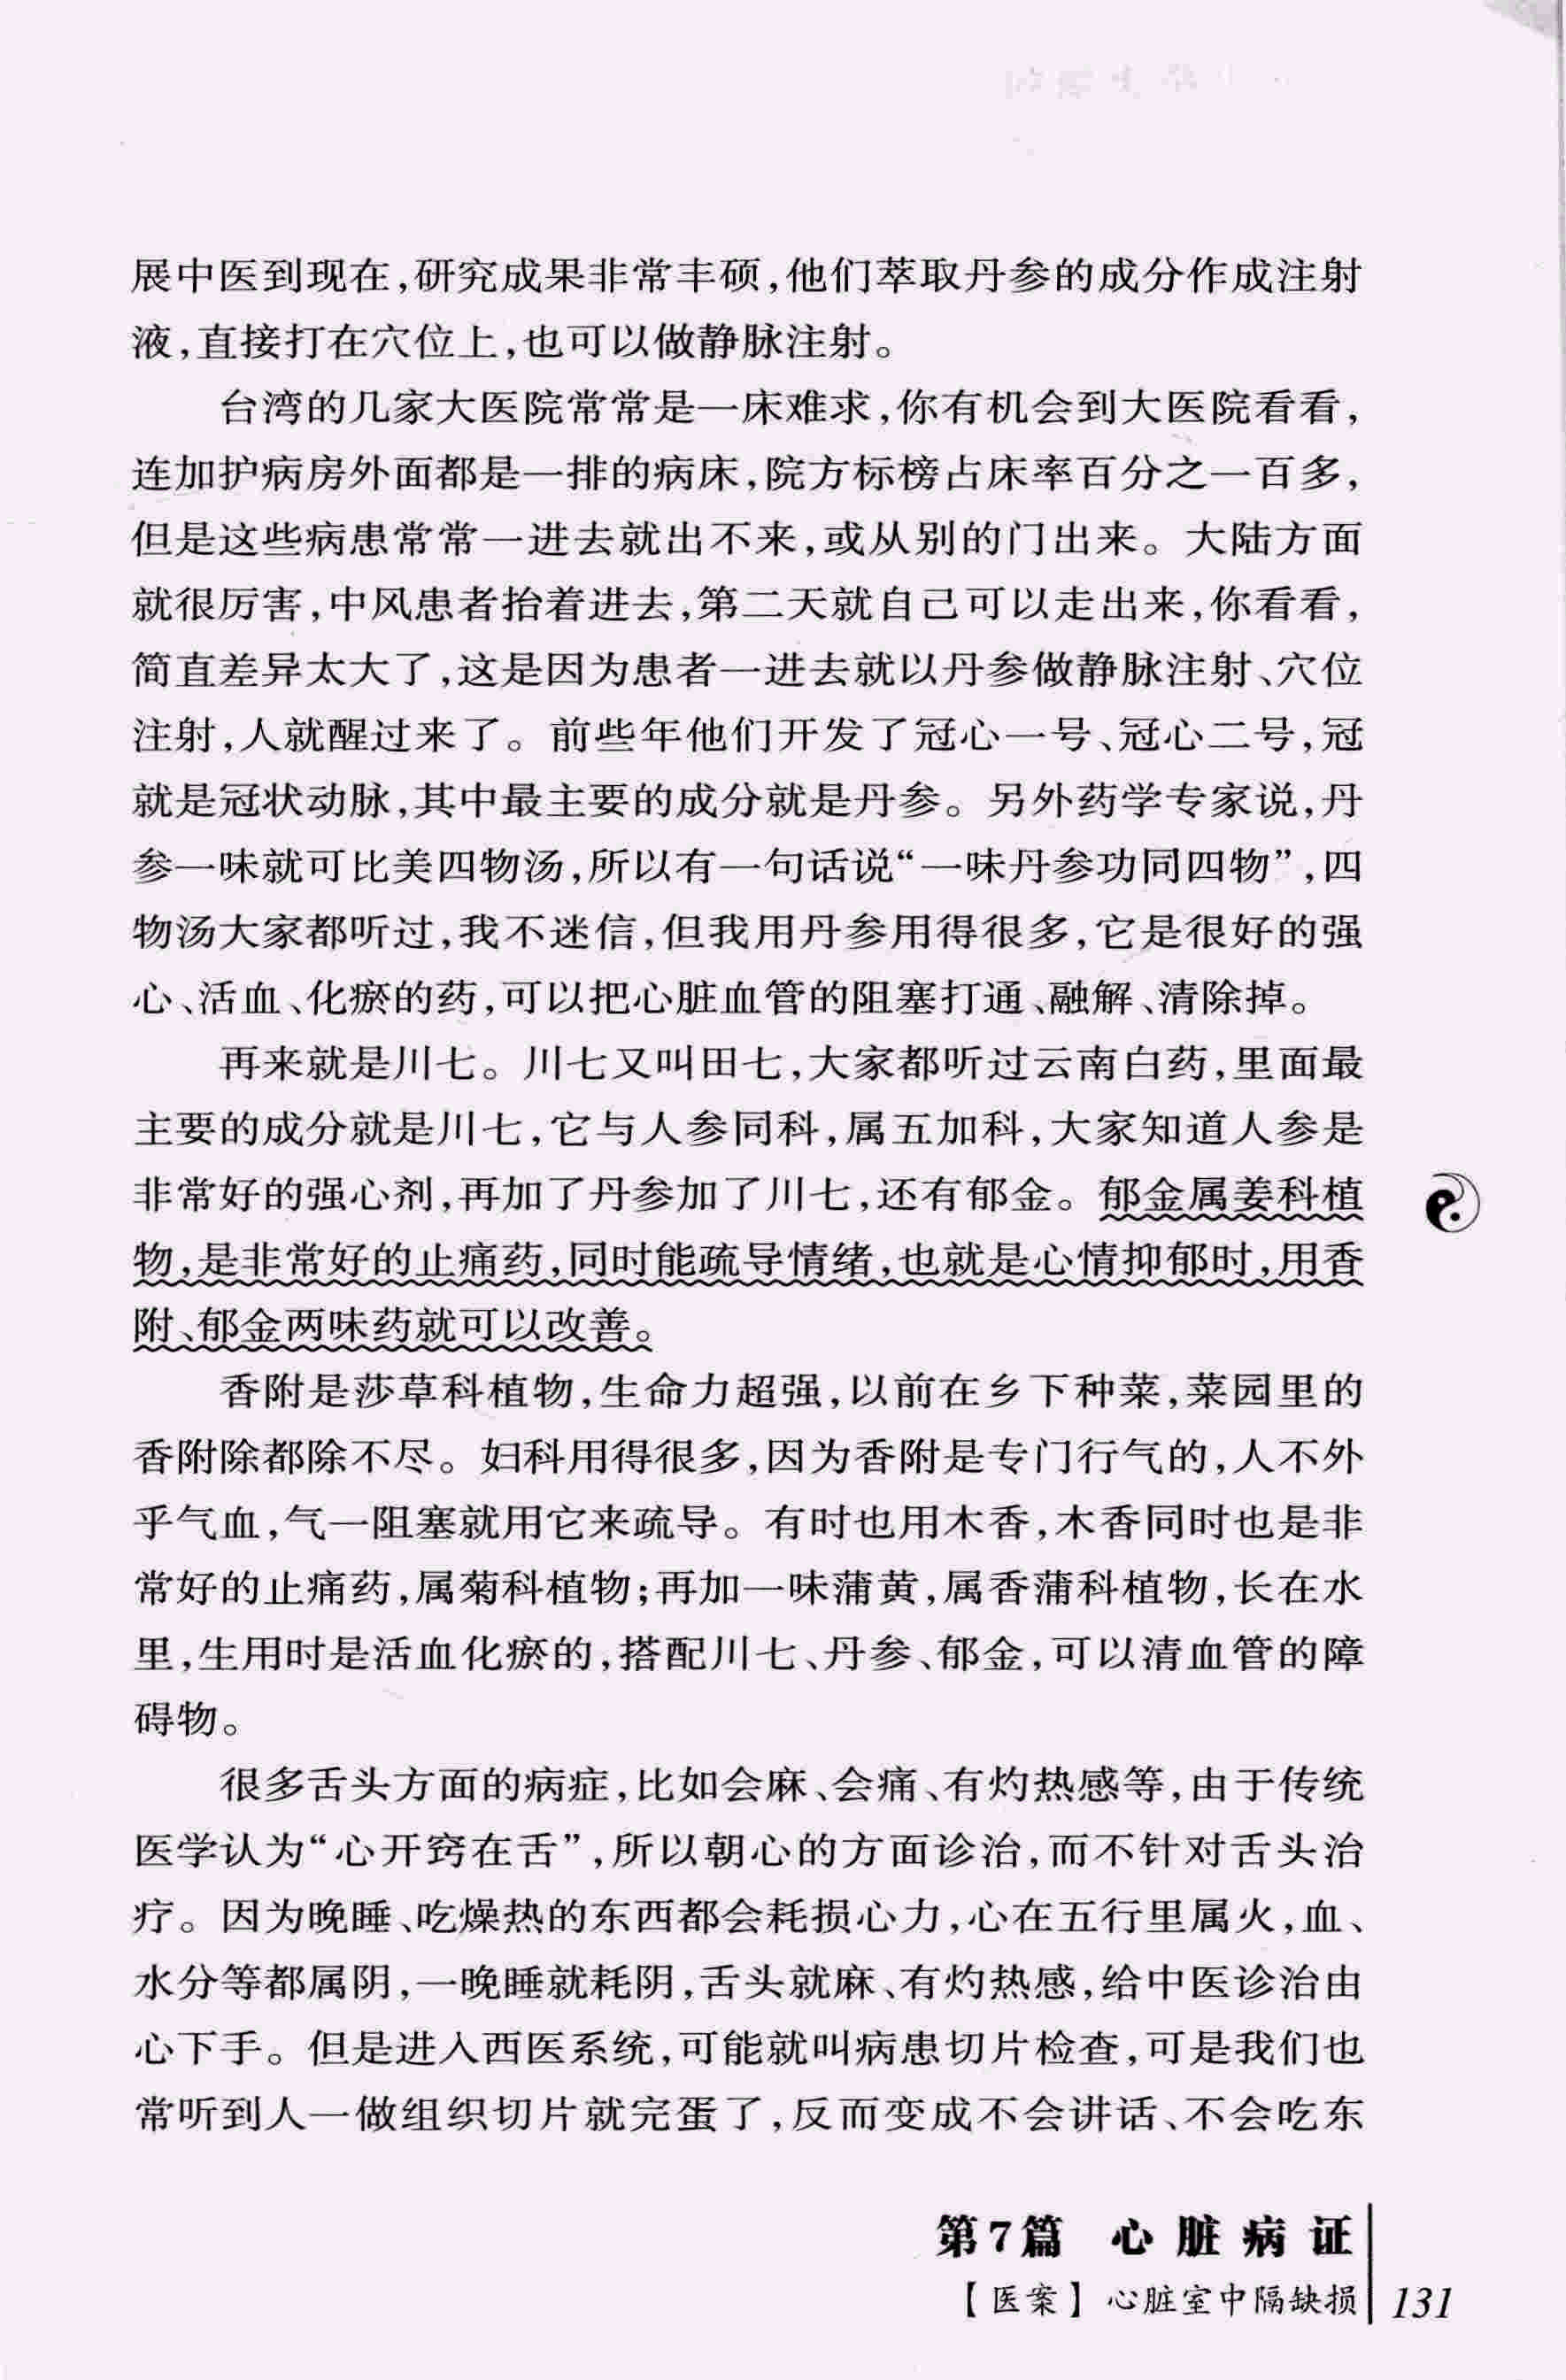 展中医到现在,研究成果非常丰硕,他们萃取丹参的成分作成注射
液,直接打在穴位上,也可以做静脉注射。
台湾的几家大医院常常是一床难求,你有机会到大医院看看,
连加护病房外面都是一排的病床,院方标榜占床率百分之一百多,
但是这些病患常常一进去就出不来,或从别的门出来。大陆方面
就很厉害,中风患者抬着进去,第二天就自己可以走出来,你看看,
简直差异太大了,这是因为患者一进去就以丹参做静脉注射、穴位
注射,人就醒过来了。前些年他们开发了冠心一号、冠心二号,冠
就是冠状动脉,其中最主要的成分就是丹参。另外药学专家说,丹
参一味就可比美四物汤,所以有一句话说“一味丹参功同四物”,四
物汤大家都听过,我不迷信,但我用丹参用得很多,它是很好的强
心、活血、化瘀的药,可以把心脏血管的阻塞打通、融解、清除掉。
再来就是川七。川七又叫田七,大家都听过云南白药,里面最
主要的成分就是川七,它与人参同科,属五加科,大家知道人参是
非常好的强心剂,再加了丹参加了川七,还有郁金。郁金属姜科植
物,是非常好的止痛药,同时能疏导情绪,也就是心情抑郁时,用香
附、郁金两味药就可以改善。
香附是莎草科植物,生命力超强,以前在乡下种菜,菜园里的
香附除都除不尽。妇科用得很多,因为香附是专门行气的,人不外
乎气血,气一阻塞就用它来疏导。有时也用木香,木香同时也是非
常好的止痛药,属菊科植物;再加一味蒲黄,属香蒲科植物,长在水
里,生用时是活血化瘀的,搭配川七、丹参、郁金,可以清血管的障
碍物。
很多舌头方面的病症,比如会麻、会痛、有灼热感等,由于传统
医学认为“心开窍在舌”,所以朝心的方面诊治,而不针对舌头治
疗。因为晚睡、吃燥热的东西都会耗损心力,心在五行里属火,血、
水分等都属阴,一晚睡就耗阴,舌头就麻、有灼热感,给中医诊治由
心下手。但是进入西医系统,可能就叫病患切片检查,可是我们也
常听到人一做组织切片就完蛋了,反而变成不会讲话、不会吃东
第7篇 心脏病证
【医案】心脏室中隔缺损 131